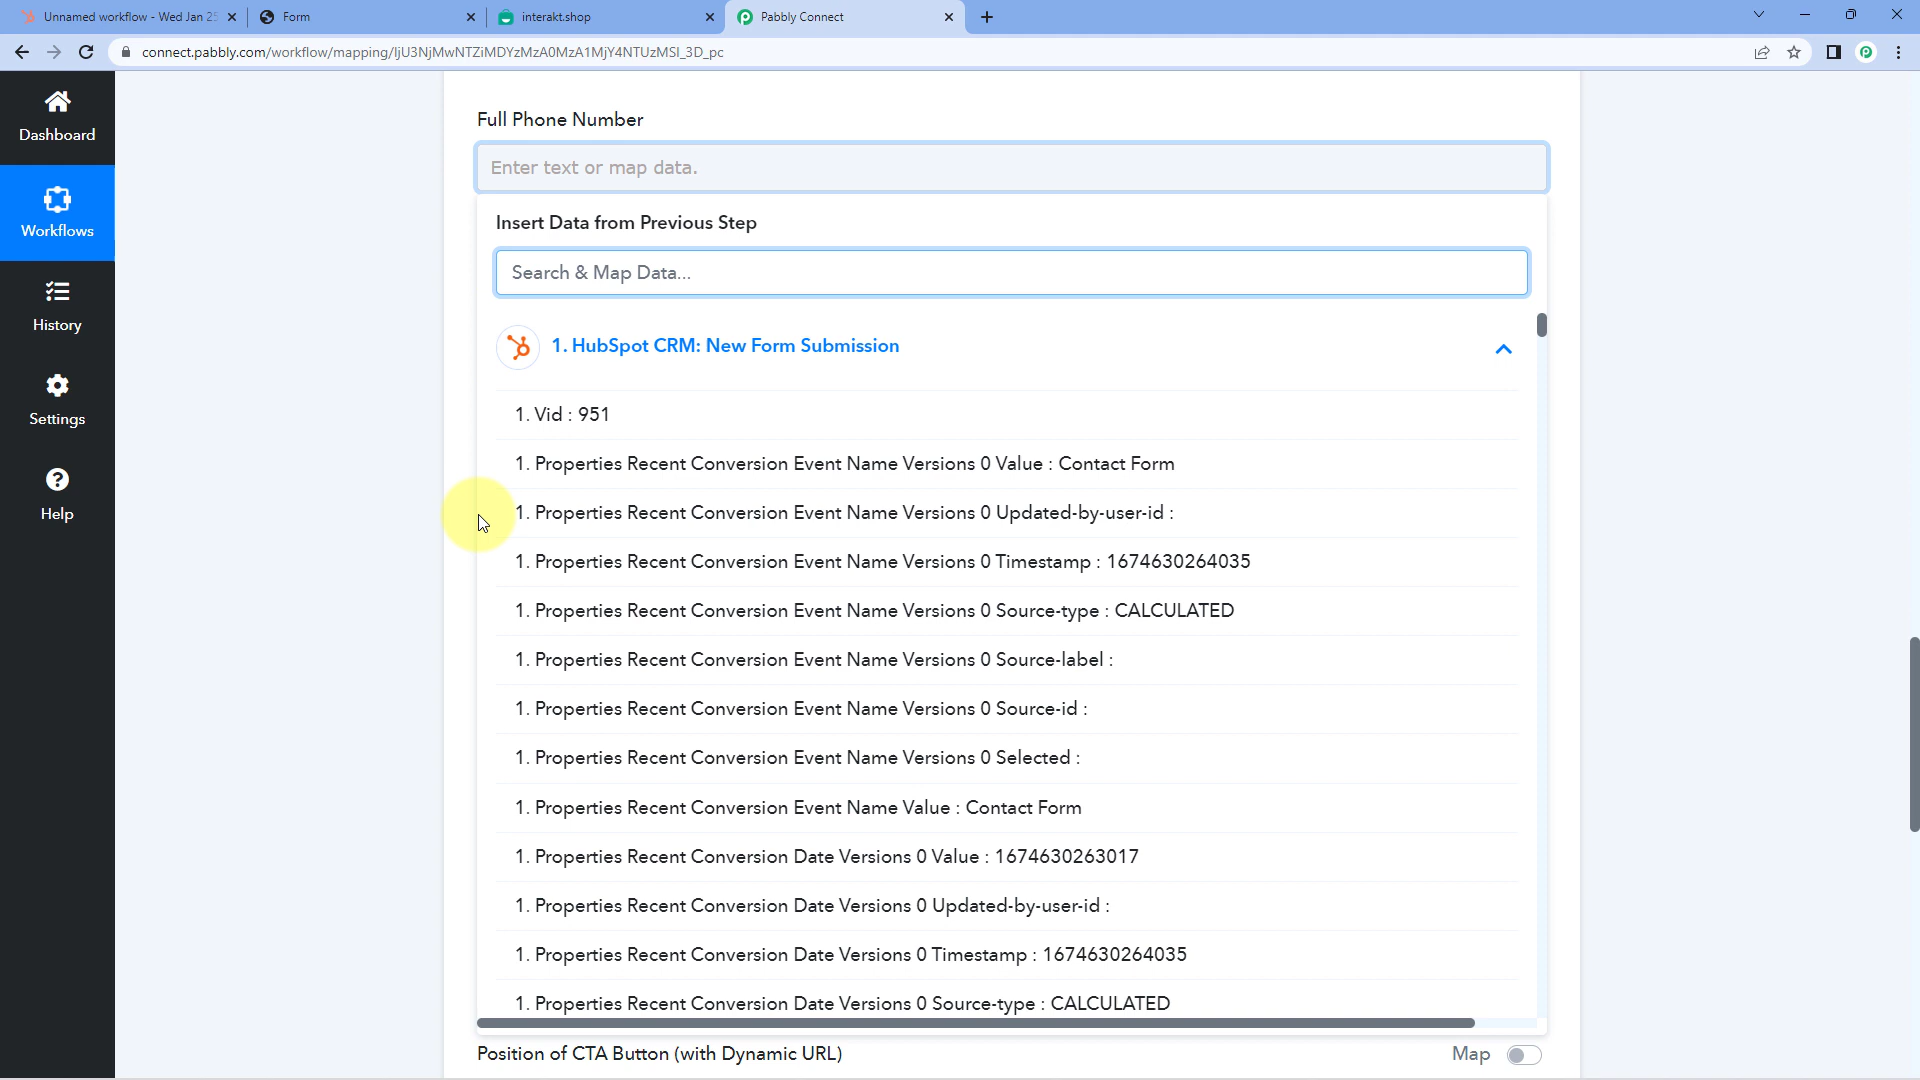 Unnamed workflow - Wed Jan 25
Form
interakt.shop
Pabbly Connect
connect.pabbly.com/workflow/mapping/IjU3NjMwNTZiMDYzMzA0MzA1MjY4NTUzMSI_3D_pc
Dashboard
Workflows
History
Settings
Help
Full Phone Number
Enter text or map data.
Insert Data from Previous Step
Search & Map Data...
1. HubSpot CRM: New Form Submission
1. Vid : 951
1. Properties Recent Conversion Event Name Versions 0 Value : Contact Form
1. Properties Recent Conversion Event Name Versions 0 Updated-by-user-id :
1. Properties Recent Conversion Event Name Versions 0 Timestamp : 1674630264035
1. Properties Recent Conversion Event Name Versions 0 Source-type : CALCULATED
1. Properties Recent Conversion Event Name Versions 0 Source-label :
1. Properties Recent Conversion Event Name Versions 0 Source-id :
1. Properties Recent Conversion Event Name Versions 0 Selected :
1. Properties Recent Conversion Event Name Value : Contact Form
1. Properties Recent Conversion Date Versions 0 Value : 1674630263017
1. Properties Recent Conversion Date Versions 0 Updated-by-user-id :
1. Properties Recent Conversion Date Versions 0 Timestamp : 1674630264035
1. Properties Recent Conversion Date Versions 0 Source-type : CALCULATED
Position of CTA Button (with Dynamic URL)
Map